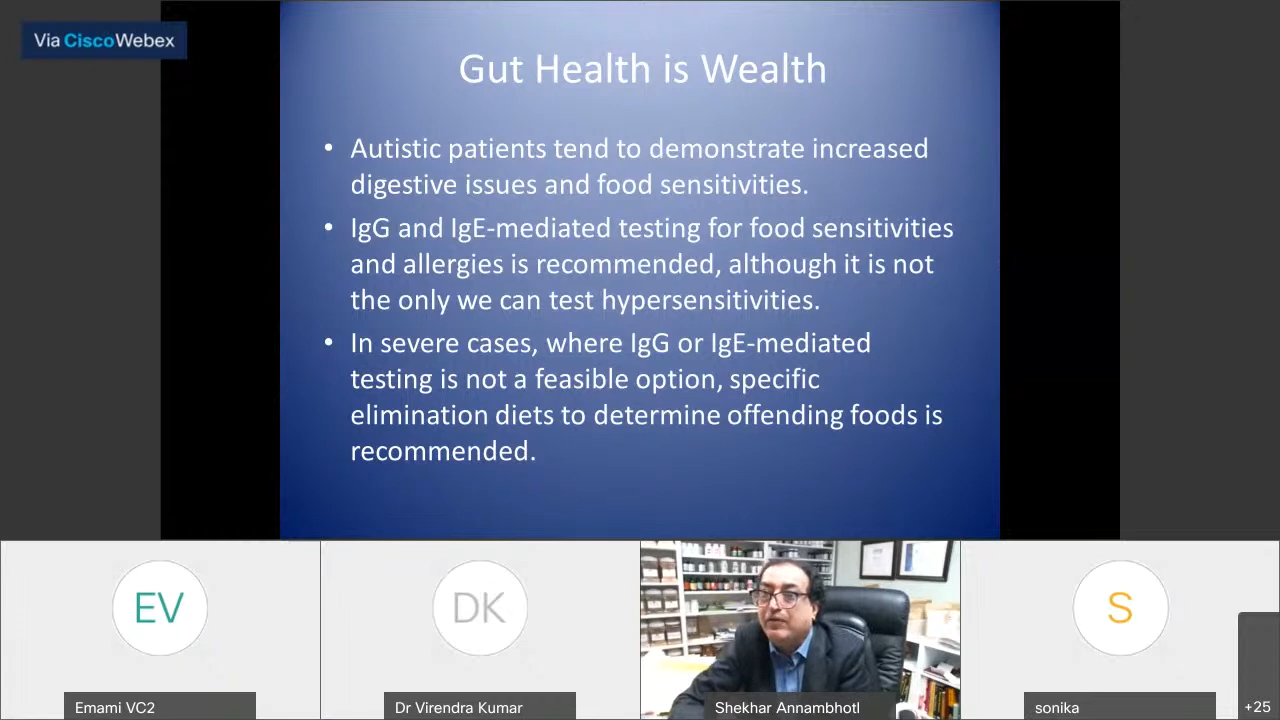 Via CiscoWebex
Gut Health is Wealth
• Autistic patients tend to demonstrate increased
digestive issues and food sensitivities.
• IgG and IgE-mediated testing for food sensitivities
and allergies is recommended, although it is not
the only we can test hypersensitivities.
• In severe cases, where IgG or IgE-mediated
testing is not a feasible option, specific
elimination diets to determine offending foods is
recommended.
EV
DK
S
Emami VC2
Dr Virendra Kumar
Shekhar Annambhotl
sonika
+25